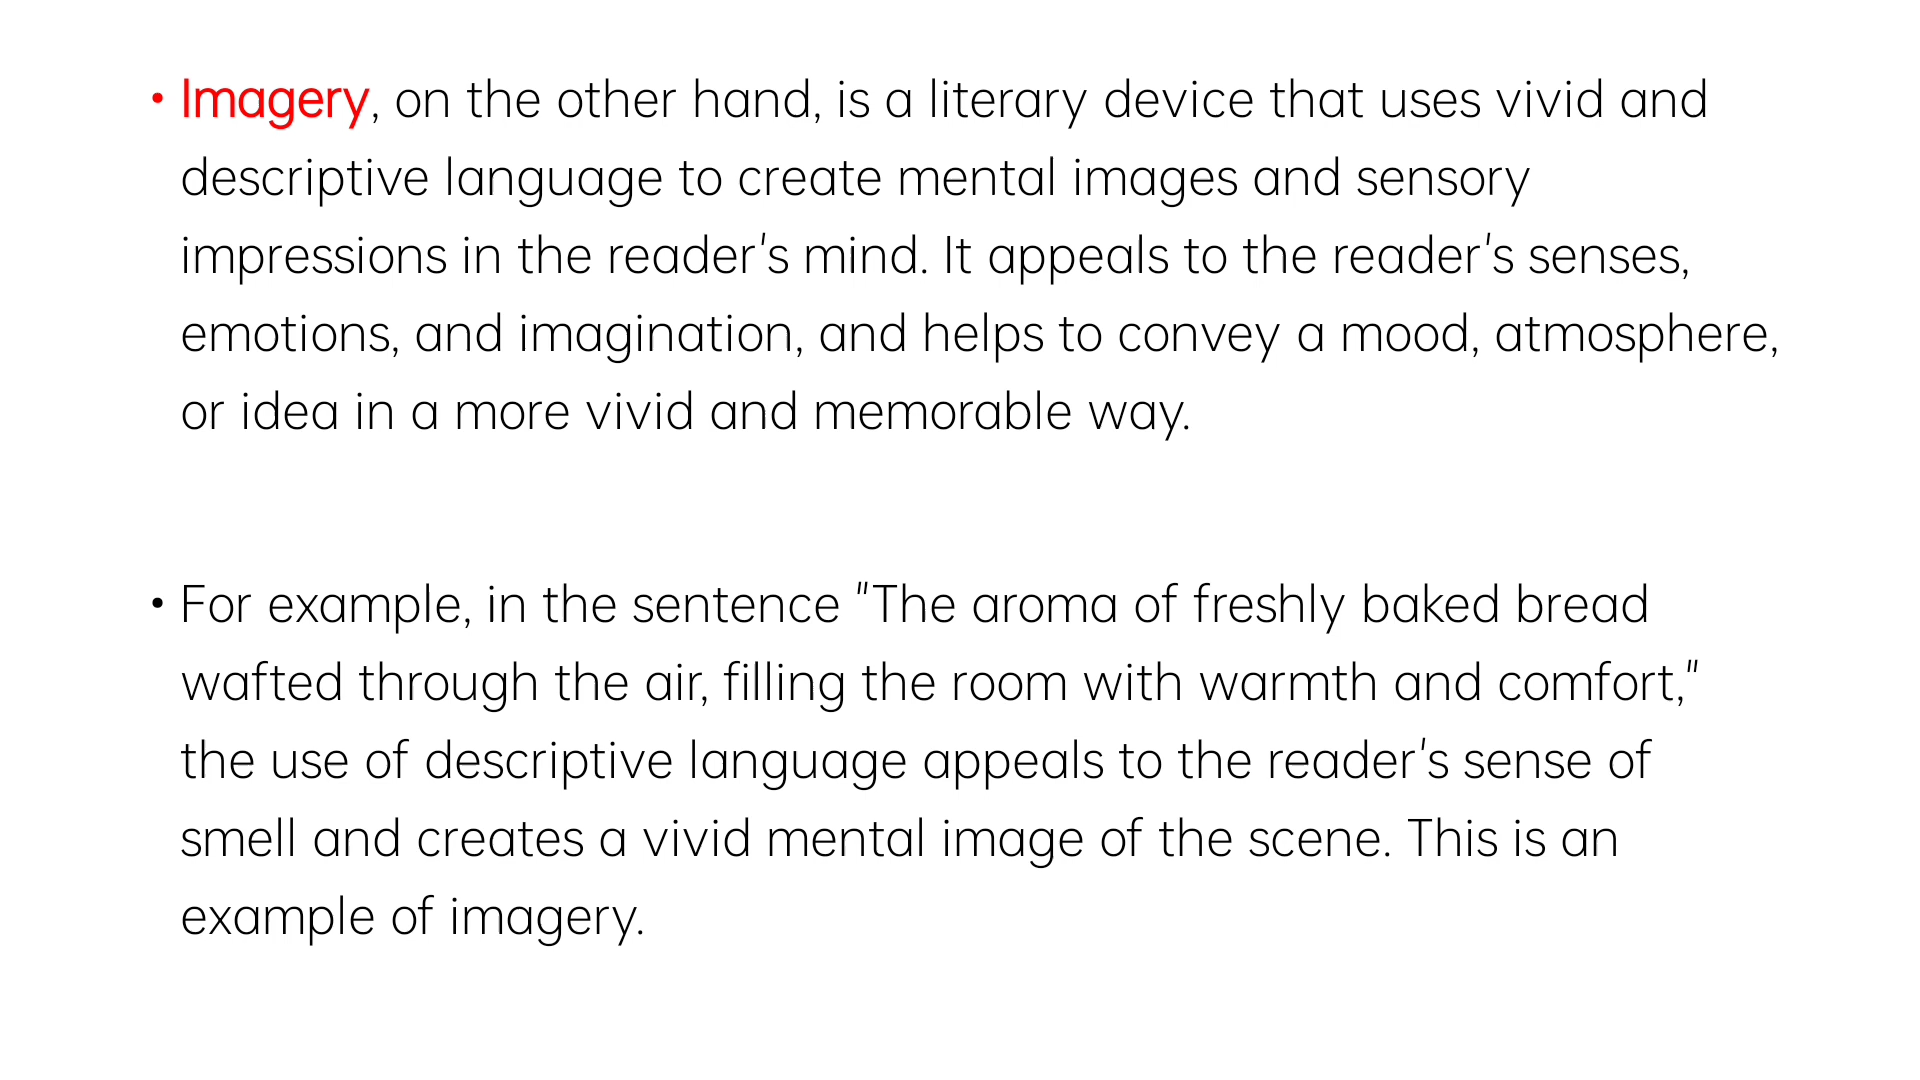 • Imagery, on the other hand, is a literary device that uses vivid and
descriptive language to create mental images and sensory
impressions in the reader's mind. It appeals to the reader's senses,
emotions, and imagination, and helps to convey a mood, atmosphere,
or idea in a more vivid and memorable way.
• For example, in the sentence "The aroma of freshly baked bread
wafted through the air, filling the room with warmth and comfort,"
the use of descriptive language appeals to the reader's sense of
smell and creates a vivid mental image of the scene. This is an
example of imagery.